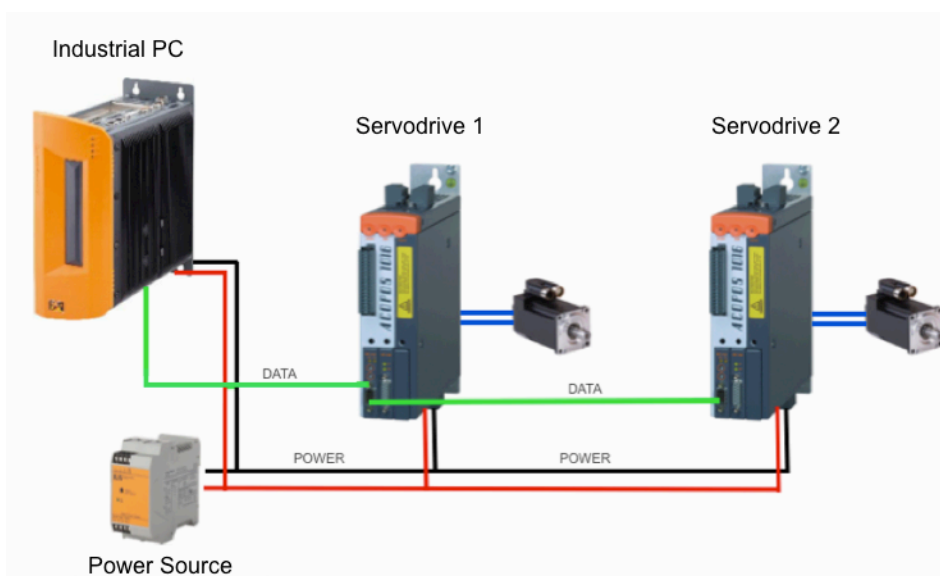 Industrial PC
Servodrive 1
Servodrive 2
ACOPOS 1016
ACOPOS 1016
DATA
DATA
POWER
POWER
Power Source